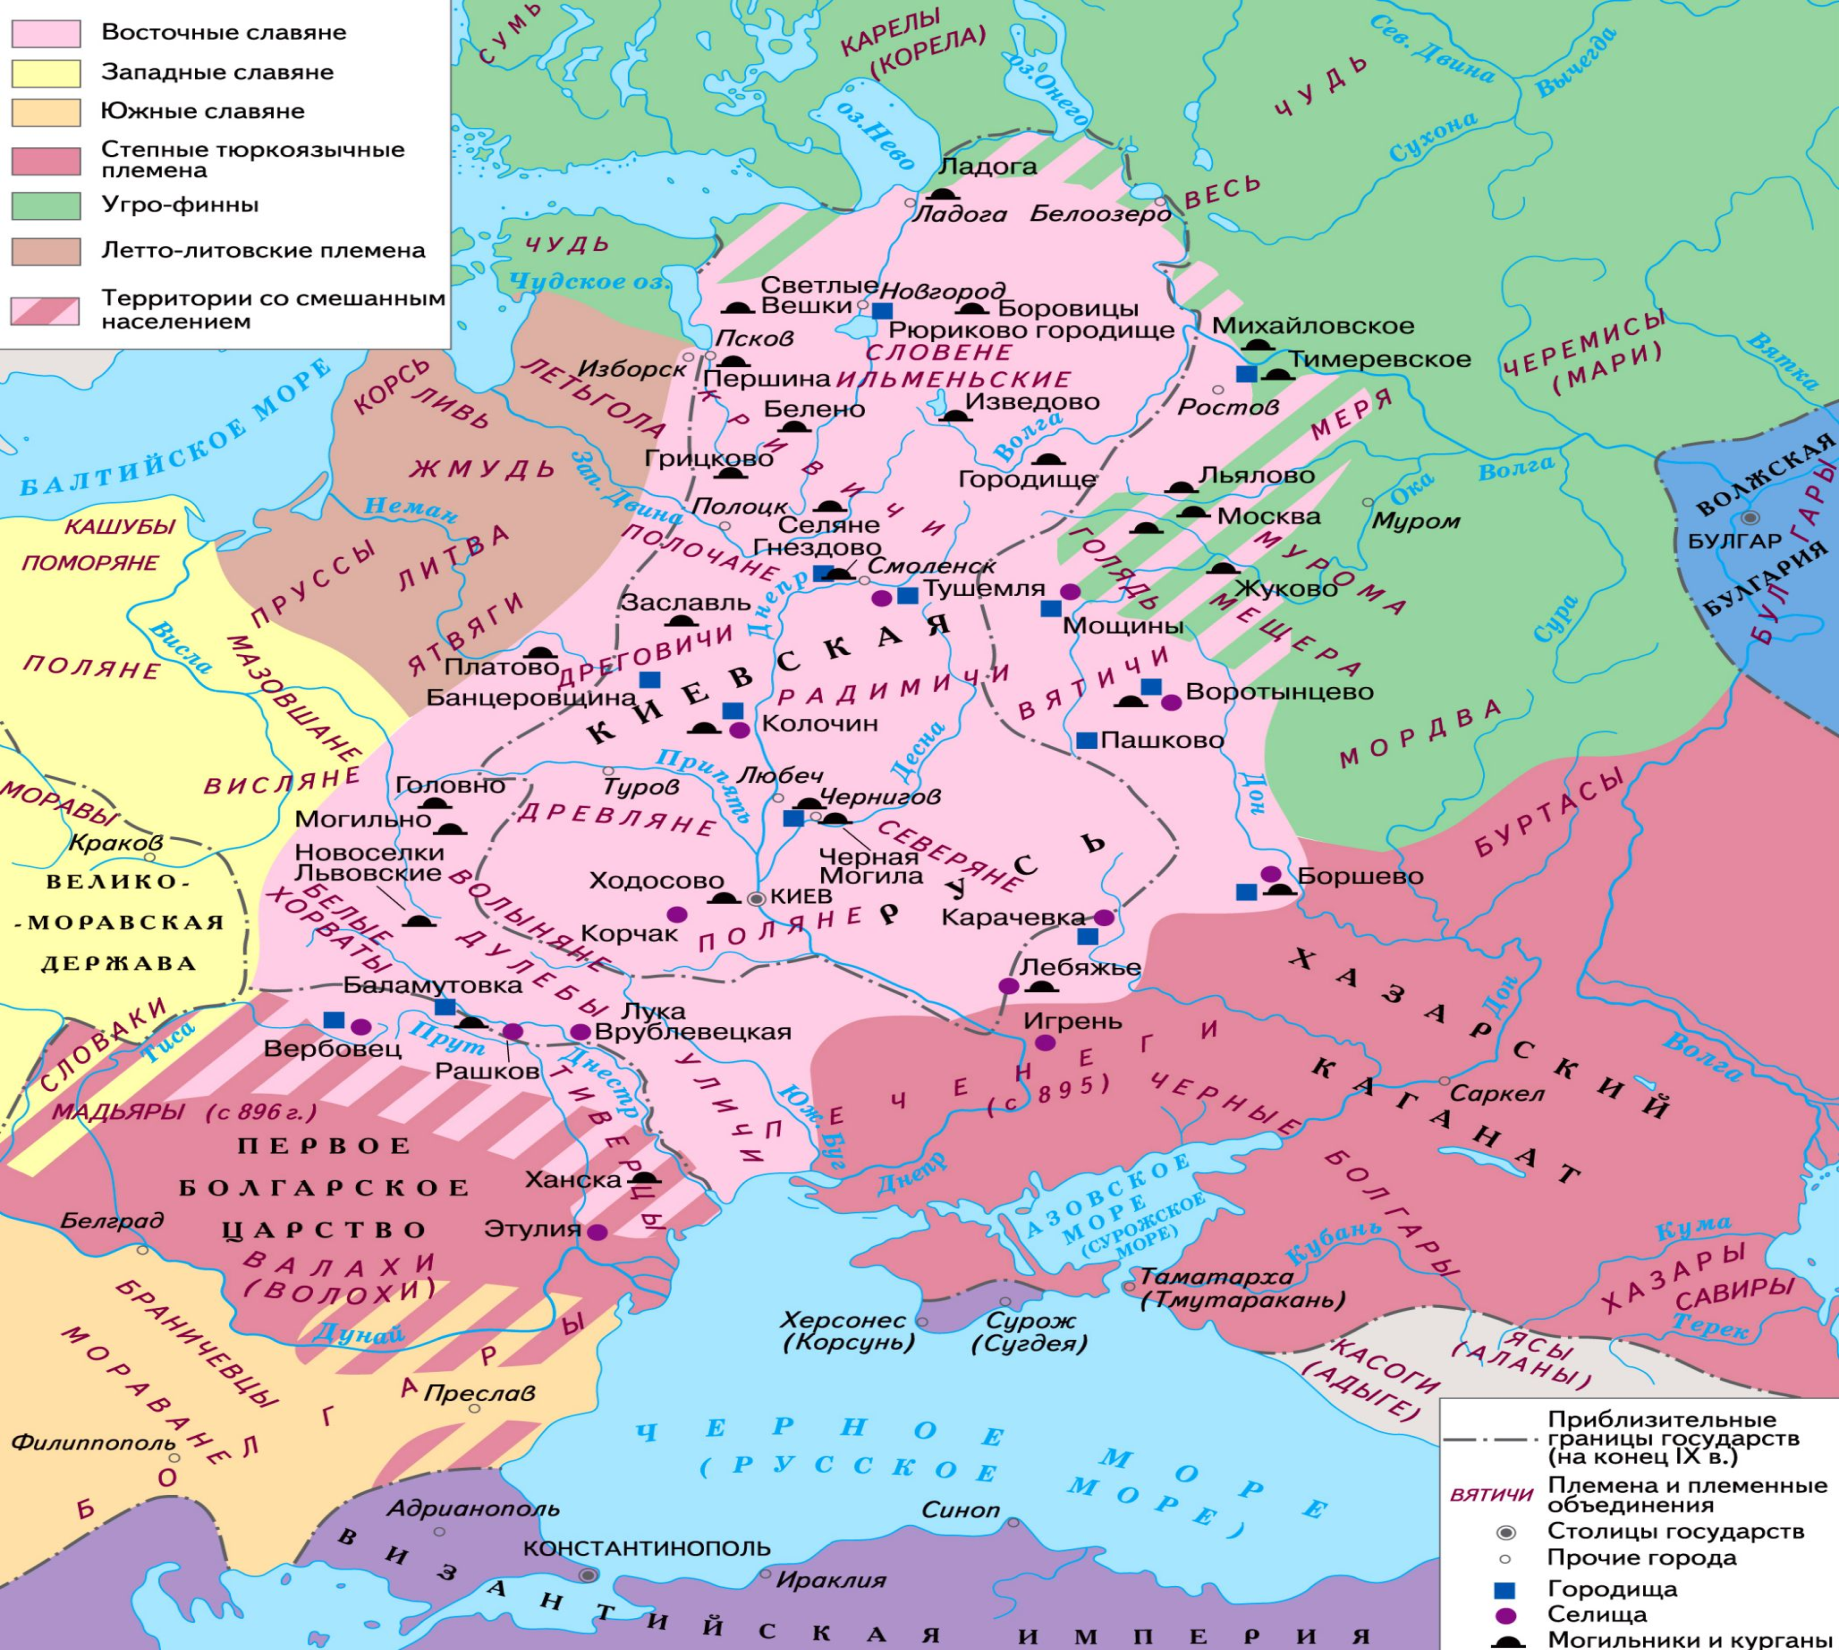 Восточные славяне
Западные славяне
Южные славяне
Степные тюркоязычные
племена
Угро-финны
Летто-литовские племена
Территории со смешанным
населением
СУМЬ
КАРЕЛЫ
(КОРЕЛА)
оз.Нево
оз.Онего
Сев. Двина
Вычегда
ЧУДЬ
Сухона
Ладога
Ладога
Белоозеро
ВЕСЬ
ЧУДЬ
Чудское оз.
Светлые
Вешки
Новгород
Боровицы
Рюриково городище
Псков
СЛОВЕНЕ
ИЛЬМЕНЬСКИЕ
Изборск
Першина
Михайловское
Тимеревское
ЧЕРЕМИСЫ
(МАРИ)
Вятка
БАЛТИЙСКОЕ МОРЕ
КОРСЬ
ЛИВЬ
ЛЕТЬГОЛА
КРИВИЧИ
Белено
Изведово
Волга
Ростов
МЕРЯ
ЖМУДЬ
Грицково
Городище
Льялово
Волга
Ока
Муром
ВОЛЖСКАЯ
БУЛГАРИЯ
БУЛГАРЫ
БУЛГАР
Неман
Зап. Двина
Полоцк
Селяне
Москва
КАШУБЫ
ПОМОРЯНЕ
ПРУССЫ
ЛИТВА
ПОЛОЧАНЕ
Гнездово
Смоленск
Днепр
Тушемля
ГОЛЯДЬ
МУРОМА
Жуково
МЕЩЕРА
Сура
Висла
Заславль
Мощины
ПОЛЯНЕ
МАЗОВШАНЕ
ЯТВЯГИ
Платово
ДРЕГОВИЧИ
Банцеровщина
КИЕВСКАЯ
РУСЬ
РАДИМИЧИ
ВЯТИЧИ
Воротынцево
Колочин
Пашково
МОРДВА
Десна
Дон
ВИСЛЯНЕ
МОРАВЫ
Краков
Головно
Туров
Припять
Любеч
Чернигов
БУРТАСЫ
Могильно
ДРЕВЛЯНЕ
СЕВЕРЯНЕ
Новоселки
Львовские
Черная
Могила
ВЕЛИКО-
-МОРАВСКАЯ
ДЕРЖАВА
БЕЛЫЕ
ХОРВАТЫ
ВОЛЫНЯНЕ
ДУЛЕБЫ
Ходосово
КИЕВ
Боршево
Корчак
ПОЛЯНЕ
Карачевка
Лебяжье
ХАЗАРСКИЙ
КАГАНАТ
Дон
Волга
СЛОВАКИ
Тиса
Баламутовка
Вербовец
Прут
Рашков
Лука
Врублевецкая
Днестр
УЛИЧИ
ТИВЕРЦЫ
Юж. Буг
Игрень
ПЕЧЕНЕГИ
(с 895)
ЧЕРНЫЕ
БОЛГАРЫ
Саркел
МАДЬЯРЫ (с 896 г.)
ПЕРВОЕ
БОЛГАРСКОЕ
ЦАРСТВО
Ханска
Днепр
АЗОВСКОЕ
МОРЕ
(СУРОЖСКОЕ
МОРЕ)
Белград
Этулия
Кубань
Кума
ВАЛАХИ
(ВОЛОХИ)
ХАЗАРЫ
САВИРЫ
Таматарха
(Тмутаракань)
Терек
БРАНИЧЕВЦЫ
МОРАВАНЕ
Дунай
БОЛГАРЫ
Херсонес
(Корсунь)
Сурож
(Сугдея)
КАСОГИ
(АДЫГЕ)
ЯСЫ
(АЛАНЫ)
Преслав
Филиппополь
ЧЕРНОЕ МОРЕ
(РУССКОЕ МОРЕ)
Адрианополь
КОНСТАНТИНОПОЛЬ
Синоп
Ираклия
ВИЗАНТИЙСКАЯ ИМПЕРИЯ
Приблизительные
границы государств
(на конец IX в.)
ВЯТИЧИ
Племена и племенные
объединения
Столицы государств
Прочие города
Городища
Селища
Могильники и курганы